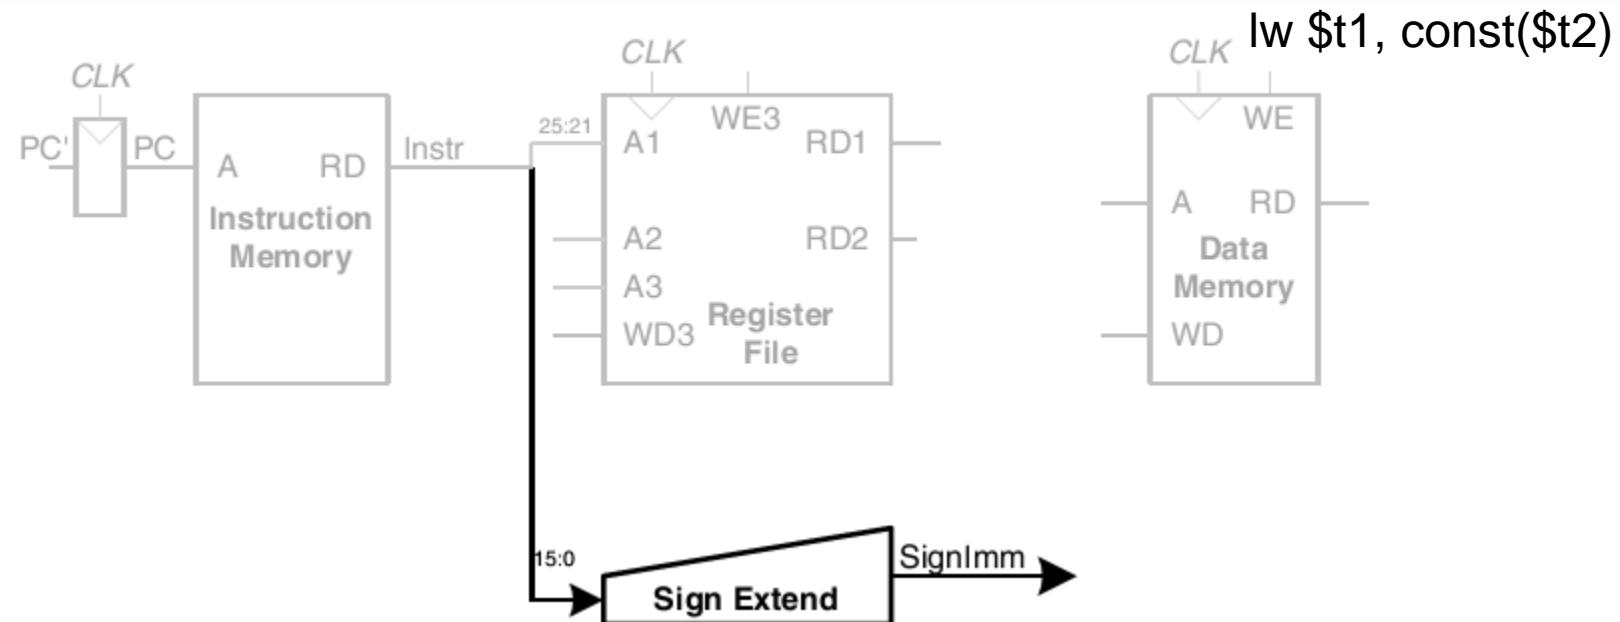 lw $t1, const($t2)
CLK
CLK
CLK
PC'
PC
A
RD
Instruction
Memory
Instr
25:21
A1
WE3
RD1
A2
RD2
A3
WD3
Register
File
WE
A
RD
Data
Memory
WD
15:0
Sign Extend
SignImm